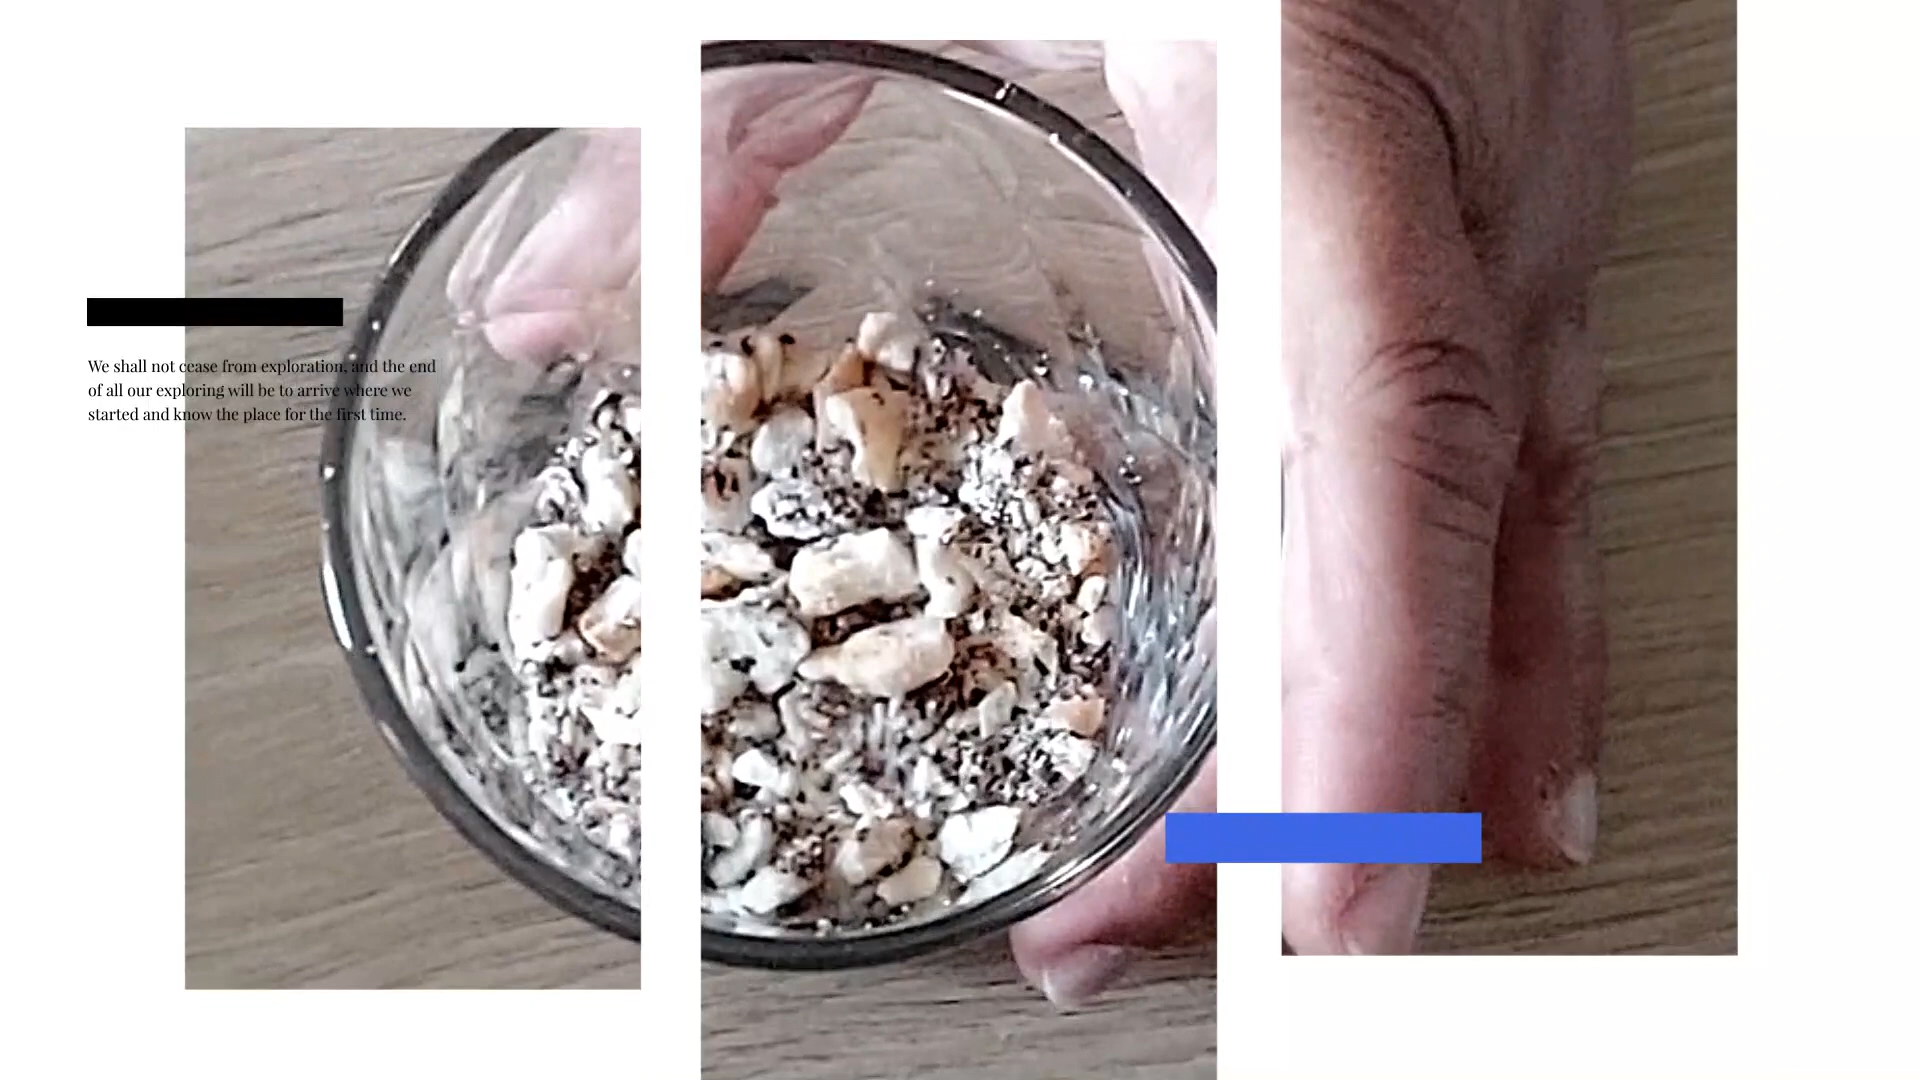 We shall not cease from exploration, and the end
of all our exploring will be to arrive where we
started and know the place for the first time.